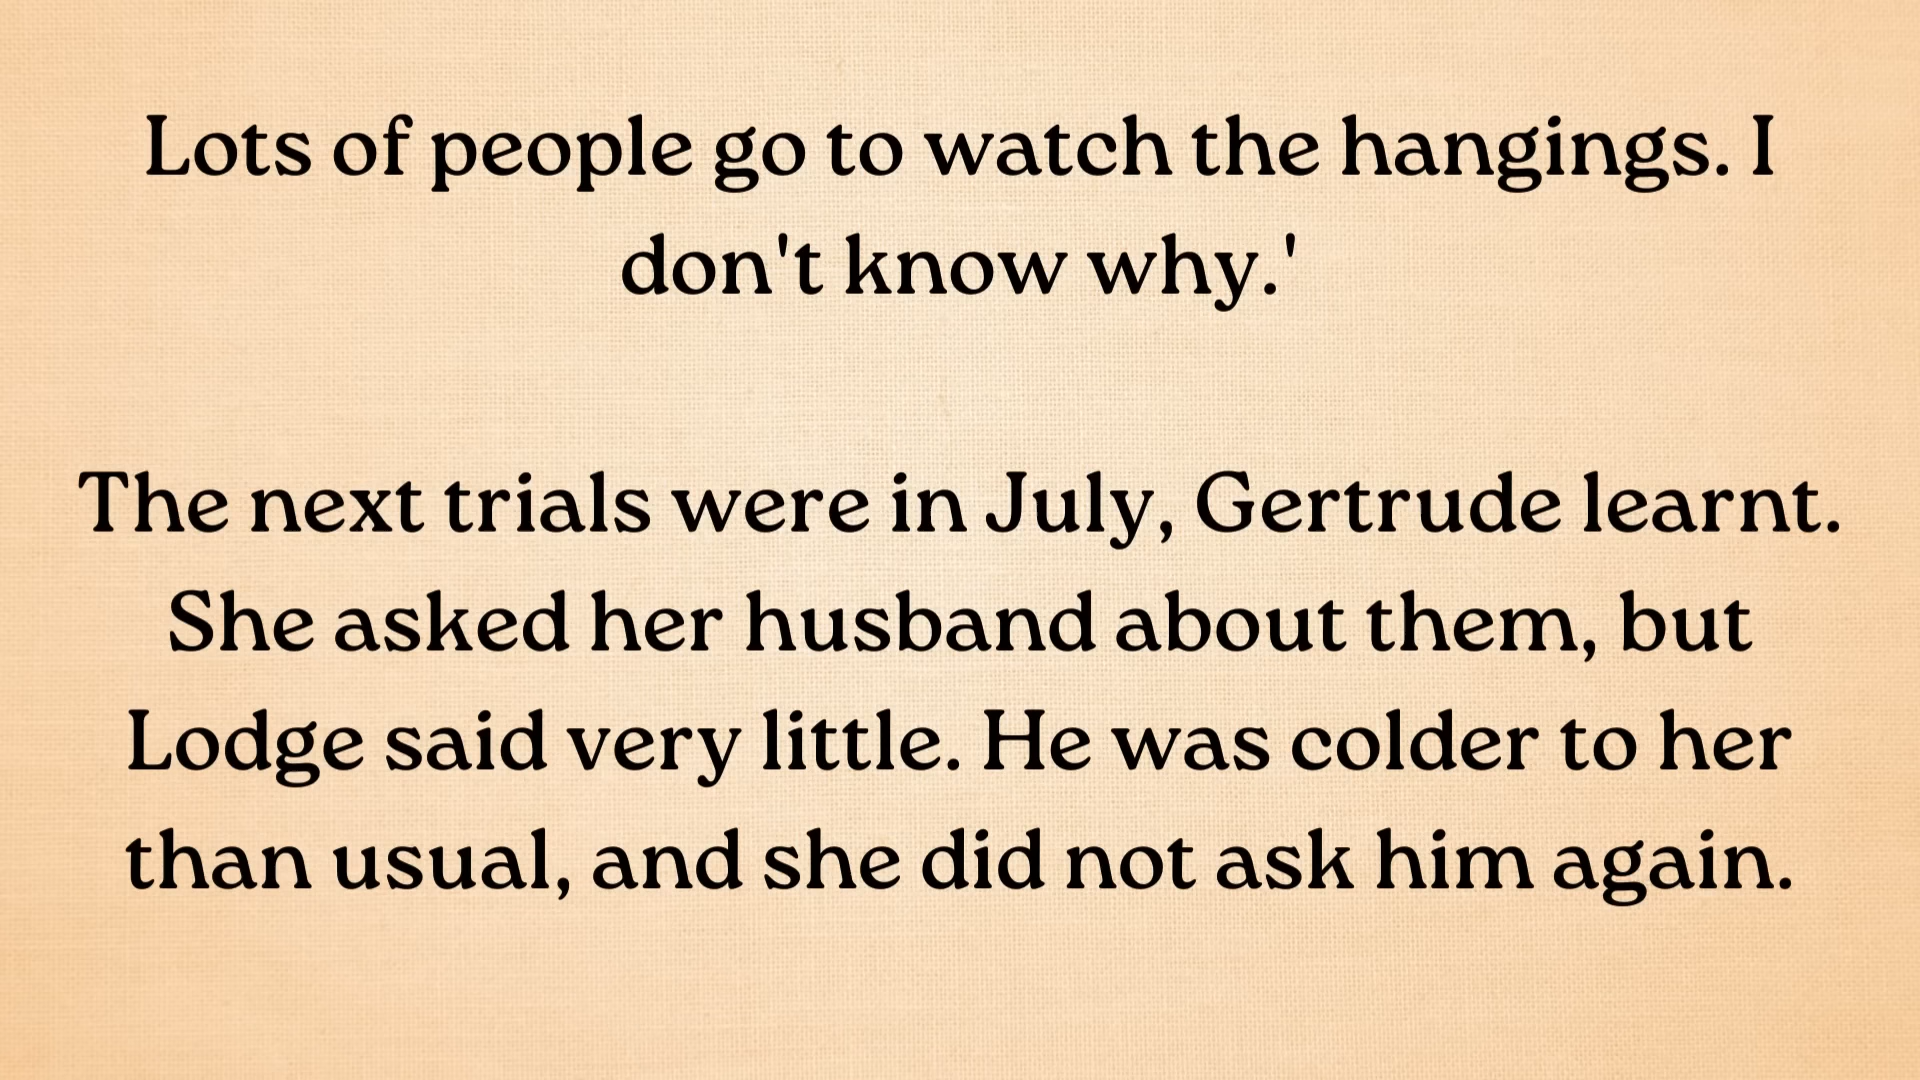 Lots of people go to watch the hangings. I
don't know why.'
The next trials were in July, Gertrude learnt.
She asked her husband about them, but
Lodge said very little. He was colder to her
than usual, and she did not ask him again.